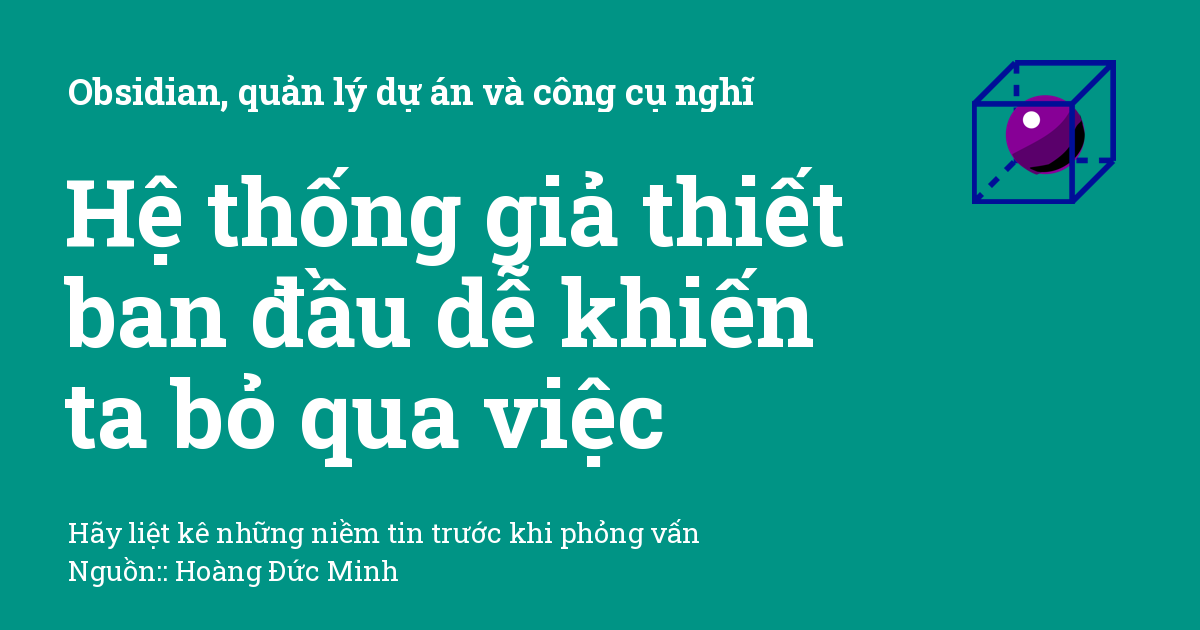 Obsidian, quản lý dự án và công cụ nghĩ
Hệ thống giả thiết
ban đầu dễ khiến
ta bỏ qua việc
Hãy liệt kê những niềm tin trước khi phỏng vấn
Nguồn:: Hoàng Đức Minh